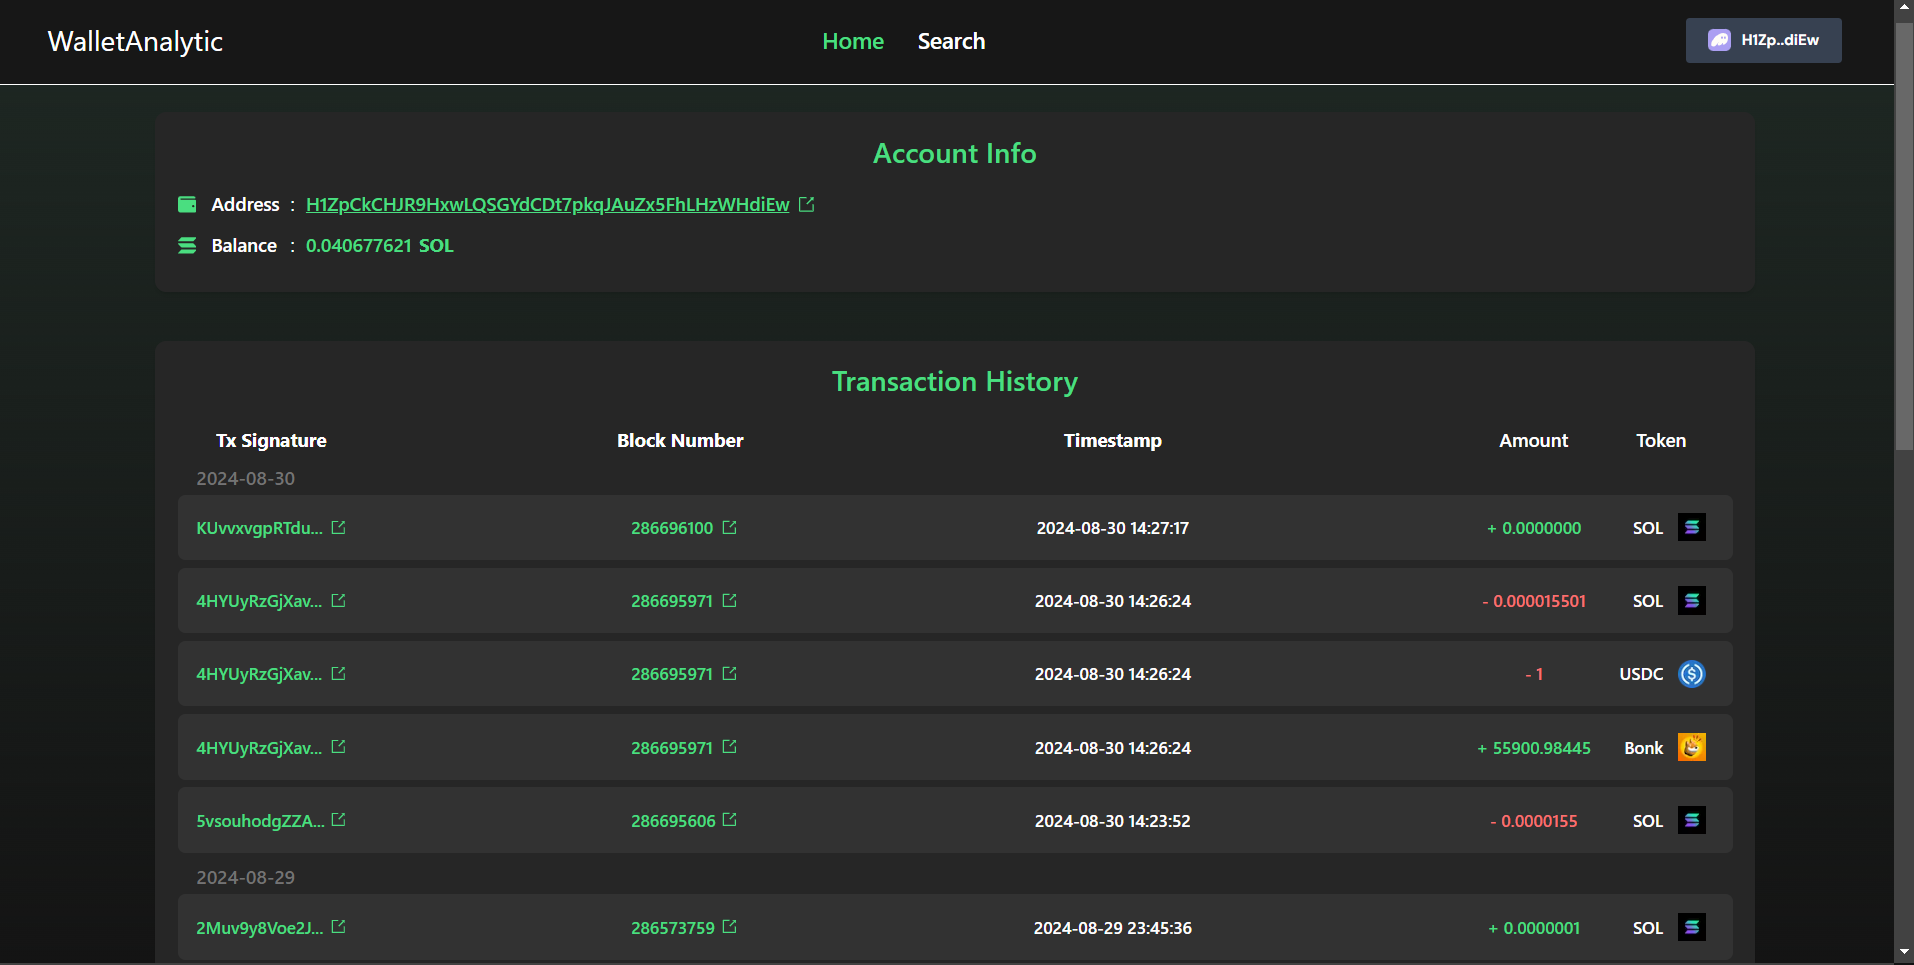 WalletAnalytic Home Search H1Zp..diEw
Account Info
Address : H1ZpCkCHJR9HxwLQSGYdCDt7pkqJAuZx5FhLHzWHdiEw
Balance : 0.040677621 SOL
Transaction History
Tx Signature Block Number Timestamp Amount Token
2024-08-30
KUvvxvgpRTdu... 286696100 2024-08-30 14:27:17 + 0.0000000 SOL
4HYUyRzGjXav... 286695971 2024-08-30 14:26:24 - 0.000015501 SOL
4HYUyRzGjXav... 286695971 2024-08-30 14:26:24 - 1 USDC
4HYUyRzGjXav... 286695971 2024-08-30 14:26:24 + 55900.98445 Bonk
5vsouhodgZZA... 286695606 2024-08-30 14:23:52 - 0.0000155 SOL
2024-08-29
2Muv9y8Voe2J... 286573759 2024-08-29 23:45:36 + 0.0000001 SOL